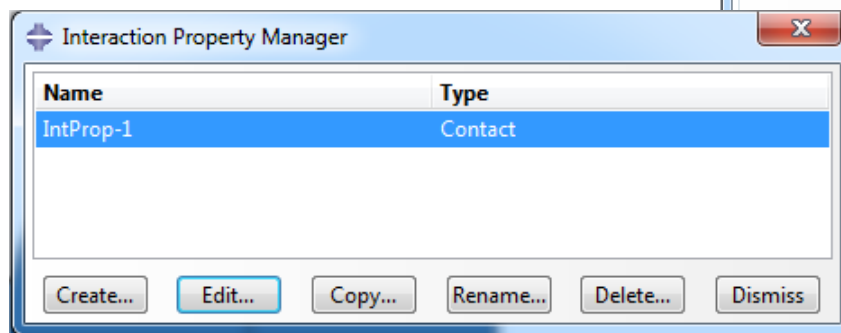 Interaction Property Manager
X
Name Type
IntProp-1 Contact
Create... Edit... Copy... Rename... Delete... Dismiss